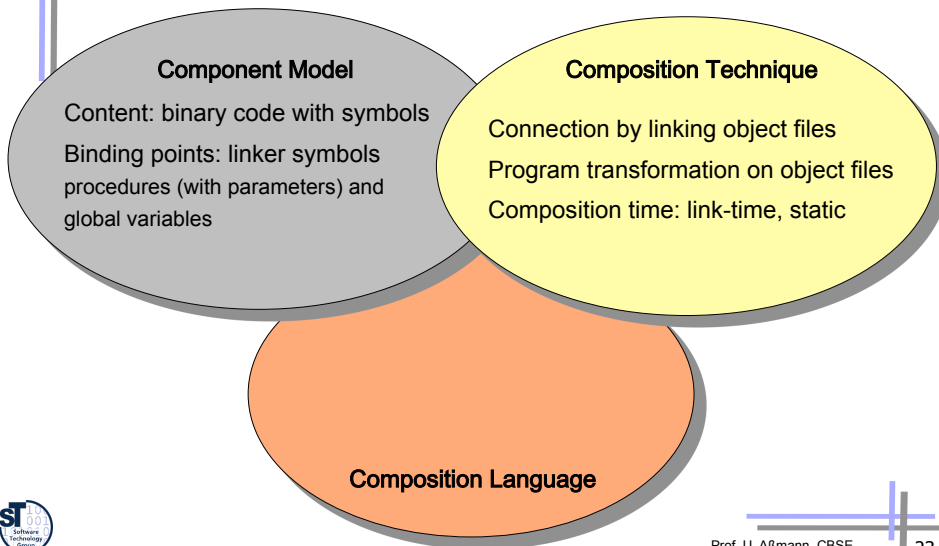 Component Model
Content: binary code with symbols
Binding points: linker symbols
procedures (with parameters) and
global variables
Composition Technique
Connection by linking object files
Program transformation on object files
Composition time: link-time, static
Composition Language
ST
Software
Technology
Group
Prof. U. Aßmann, CBSE